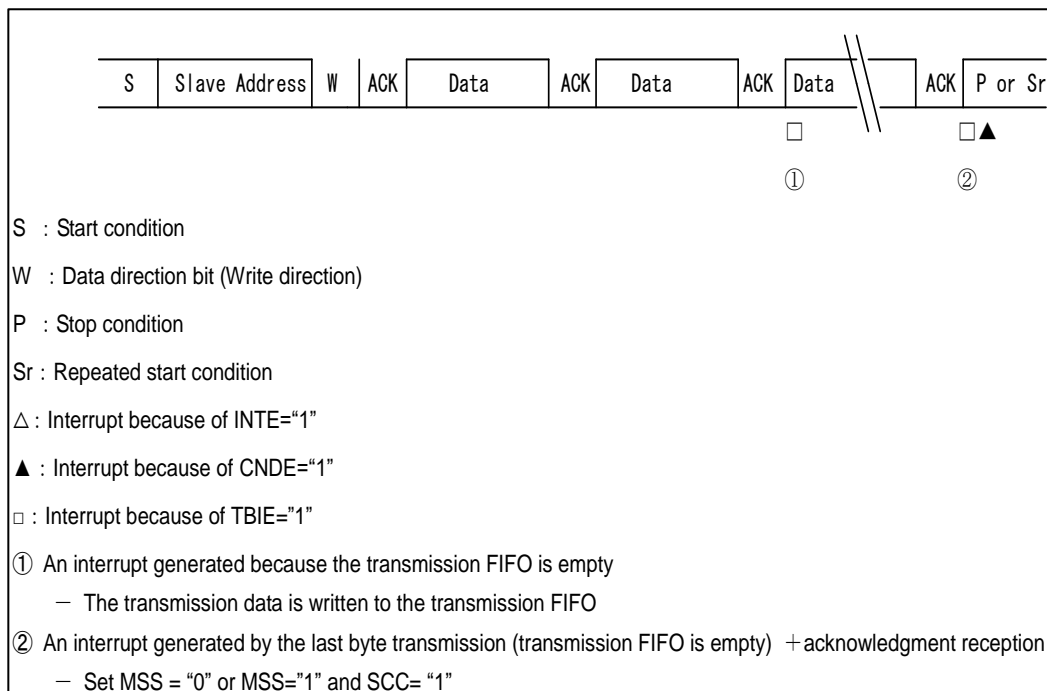 S Slave Address W ACK Data ACK Data ACK Data ACK P or Sr
□ □▲
① ②
S : Start condition
W : Data direction bit (Write direction)
P : Stop condition
Sr : Repeated start condition
△ : Interrupt because of INTE=“1”
▲ : Interrupt because of CNDE=“1”
□ : Interrupt because of TBIE=”1”
① An interrupt generated because the transmission FIFO is empty
－ The transmission data is written to the transmission FIFO
② An interrupt generated by the last byte transmission (transmission FIFO is empty) ＋acknowledgment reception
－ Set MSS = “0” or MSS=”1” and SCC= “1”